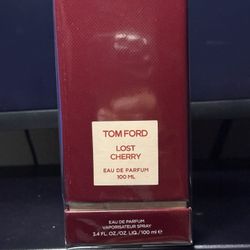 TOM FORD
LOST
CHERRY
EAU DE PARFUM
100 ML
EAU DE PARFUM
VAPORISATEUR SPRAY
3.4 FL. OZ./OZ. LIQ./100 ml ℮